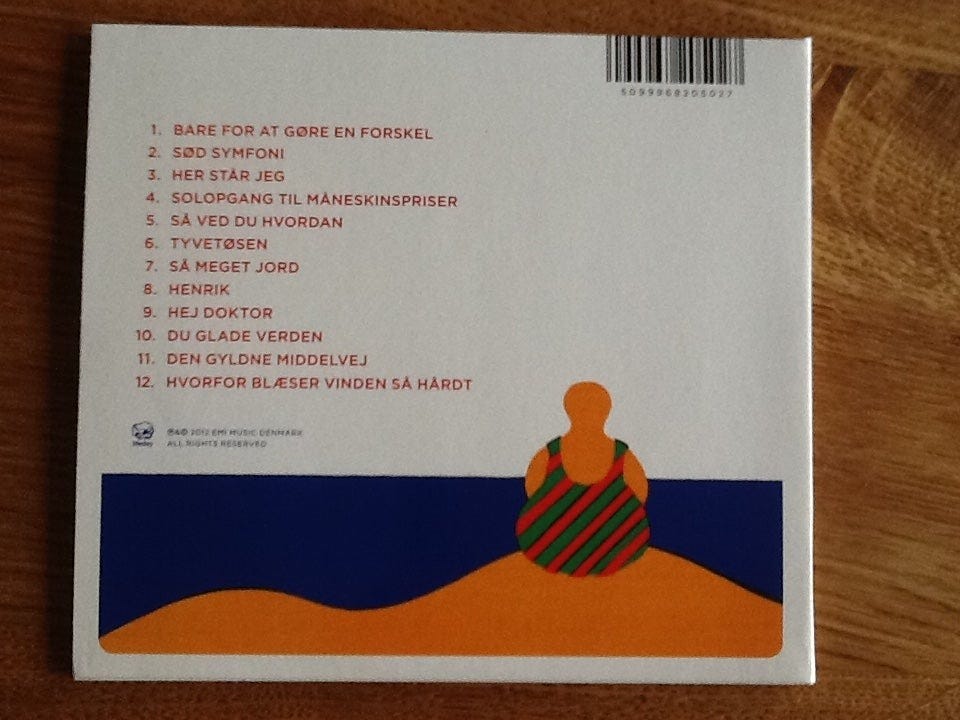 5099968205027
1. BARE FOR AT GØRE EN FORSKEL
2. SØD SYMFONI
3. HER STÅR JEG
4. SOLOPGANG TIL MÅNESKINSPRISER
5. SÅ VED DU HVORDAN
6. TYVETØSEN
7. SÅ MEGET JORD
8. HENRIK
9. HEJ DOKTOR
10. DU GLADE VERDEN
11. DEN GYLDNE MIDDELVEJ
12. HVORFOR BLÆSER VINDEN SÅ HÅRDT
℗&© 2012 EMI MUSIC DENMARK
ALL RIGHTS RESERVED